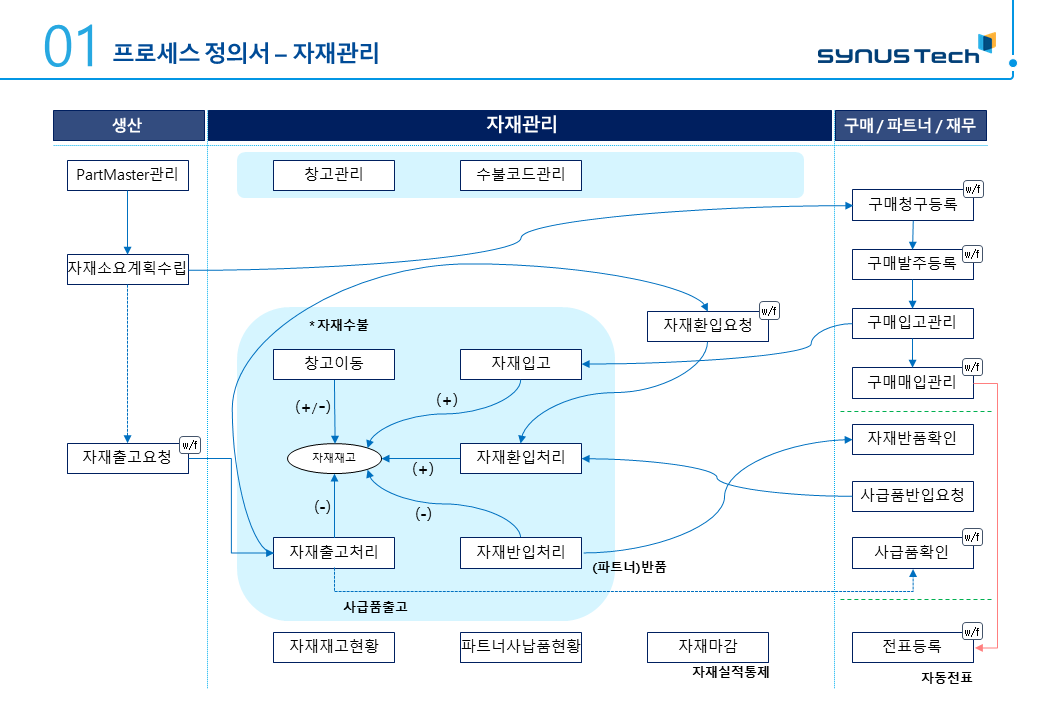 01 프로세스 정의서 – 자재관리
SYNUS Tech
생산
자재관리
구매 / 파트너 / 재무
PartMaster관리
창고관리
수불코드관리
w/f
구매청구등록
자재소요계획수립
w/f
구매발주등록
*자재수불
w/f
자재환입요청
구매입고관리
창고이동
자재입고
w/f
구매매입관리
(+/-)
(+)
자재반품확인
w/f
자재출고요청
자재재고
(+)
자재환입처리
사급품반입요청
(-)
(-)
w/f
자재출고처리
자재반입처리
사급품확인
(파트너)반품
사급품출고
w/f
자재재고현황
파트너사납품현황
자재마감
전표등록
자재실적통제
자동전표